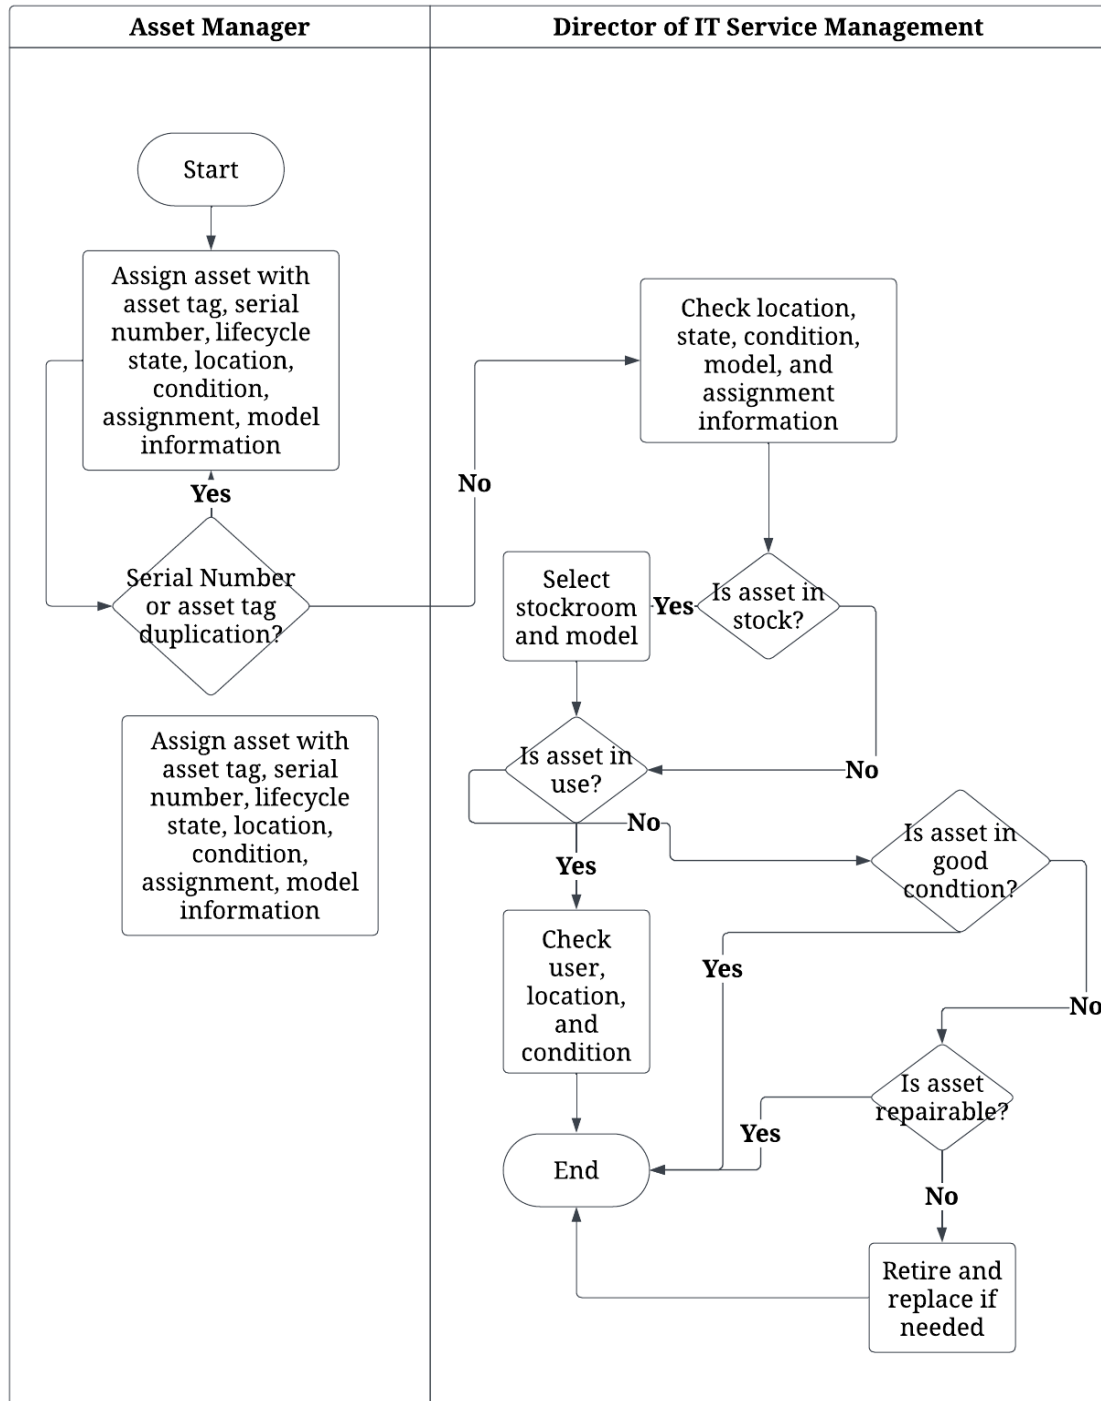 Asset Manager
Director of IT Service Management
Start
Assign asset with
asset tag, serial
number, lifecycle
state, location,
condition,
assignment, model
information
Yes
Serial Number
or asset tag
duplication?
No
Assign asset with
asset tag, serial
number, lifecycle
state, location,
condition,
assignment, model
information
Check location,
state, condition,
model, and
assignment
information
Is asset in
stock?
Yes
Select
stockroom
and model
No
Is asset in
use?
No
Yes
Check
user,
location,
and
condition
Is asset in
good
condtion?
Yes
No
Is asset
repairable?
Yes
No
End
Retire and
replace if
needed